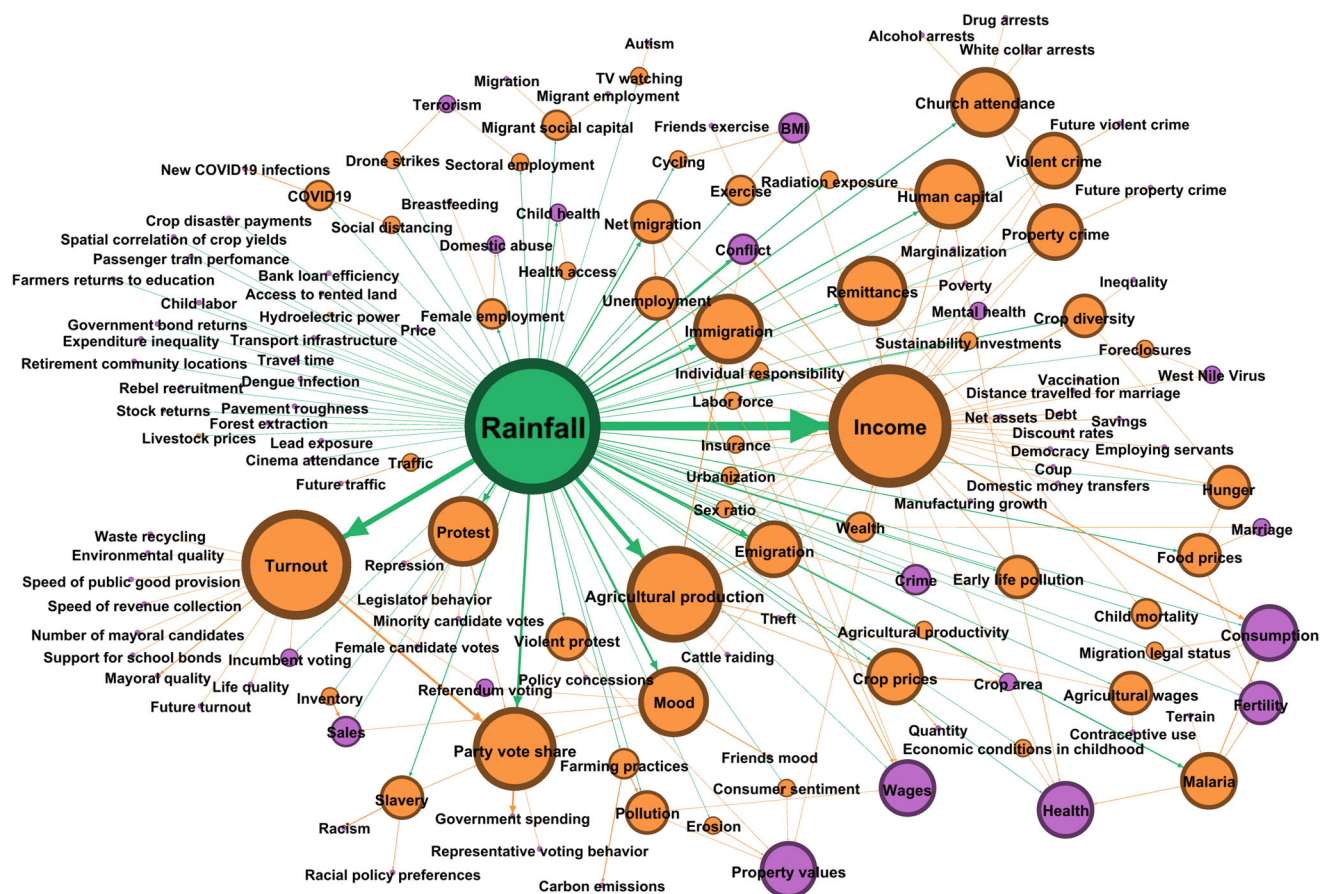 Drug arrests
Alcohol arrests
White collar arrests
Autism
TV watching
Migration
Migrant employment
Church attendance
Terrorism
Migrant social capital
Friends exercise
BMI
Future violent crime
Drone strikes
Sectoral employment
Cycling
Violent crime
New COVID19 infections
COVID19
Exercise
Radiation exposure
Human capital
Future property crime
Breastfeeding
Child health
Crop disaster payments
Social distancing
Net migration
Property crime
Spatial correlation of crop yields
Domestic abuse
Conflict
Marginalization
Passenger train perfomance
Farmers returns to education
Bank loan efficiency
Health access
Access to rented land
Unemployment
Remittances
Poverty
Inequality
Child labor
Hydroelectric power
Price
Female employment
Mental health
Crop diversity
Government bond returns
Immigration
Expenditure inequality
Transport infrastructure
Sustainability investments
Foreclosures
Retirement community locations
Travel time
Individual responsibility
West Nile Virus
Rebel recruitment
Dengue infection
Vaccination
Distance travelled for marriage
Stock returns
Pavement roughness
Labor force
Net assets
Debt
Savings
Forest extraction
Rainfall
Income
Livestock prices
Discount rates
Lead exposure
Insurance
Democracy
Employing servants
Cinema attendance
Traffic
Coup
Future traffic
Urbanization
Domestic money transfers
Hunger
Manufacturing growth
Sex ratio
Wealth
Marriage
Waste recycling
Protest
Environmental quality
Emigration
Food prices
Turnout
Repression
Speed of public good provision
Crime
Early life pollution
Agricultural production
Legislator behavior
Speed of revenue collection
Minority candidate votes
Theft
Child mortality
Number of mayoral candidates
Violent protest
Agricultural productivity
Consumption
Female candidate votes
Support for school bonds
Incumbent voting
Cattle raiding
Migration legal status
Mayoral quality
Life quality
Policy concessions
Crop prices
Crop area
Referendum voting
Agricultural wages
Future turnout
Inventory
Mood
Fertility
Terrain
Sales
Quantity
Contraceptive use
Party vote share
Economic conditions in childhood
Farming practices
Friends mood
Consumer sentiment
Wages
Malaria
Slavery
Pollution
Health
Government spending
Racism
Erosion
Representative voting behavior
Property values
Racial policy preferences
Carbon emissions